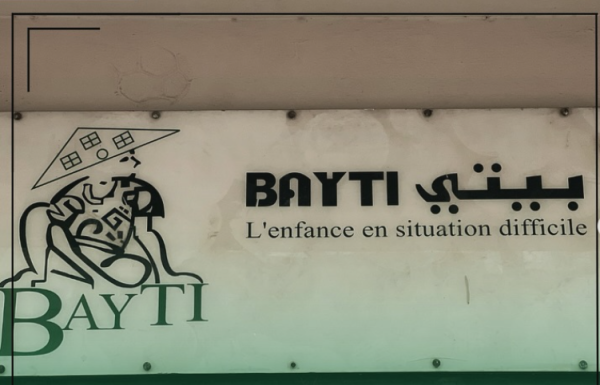 BAYTI بيتي
L'enfance en situation difficile
BAYTI